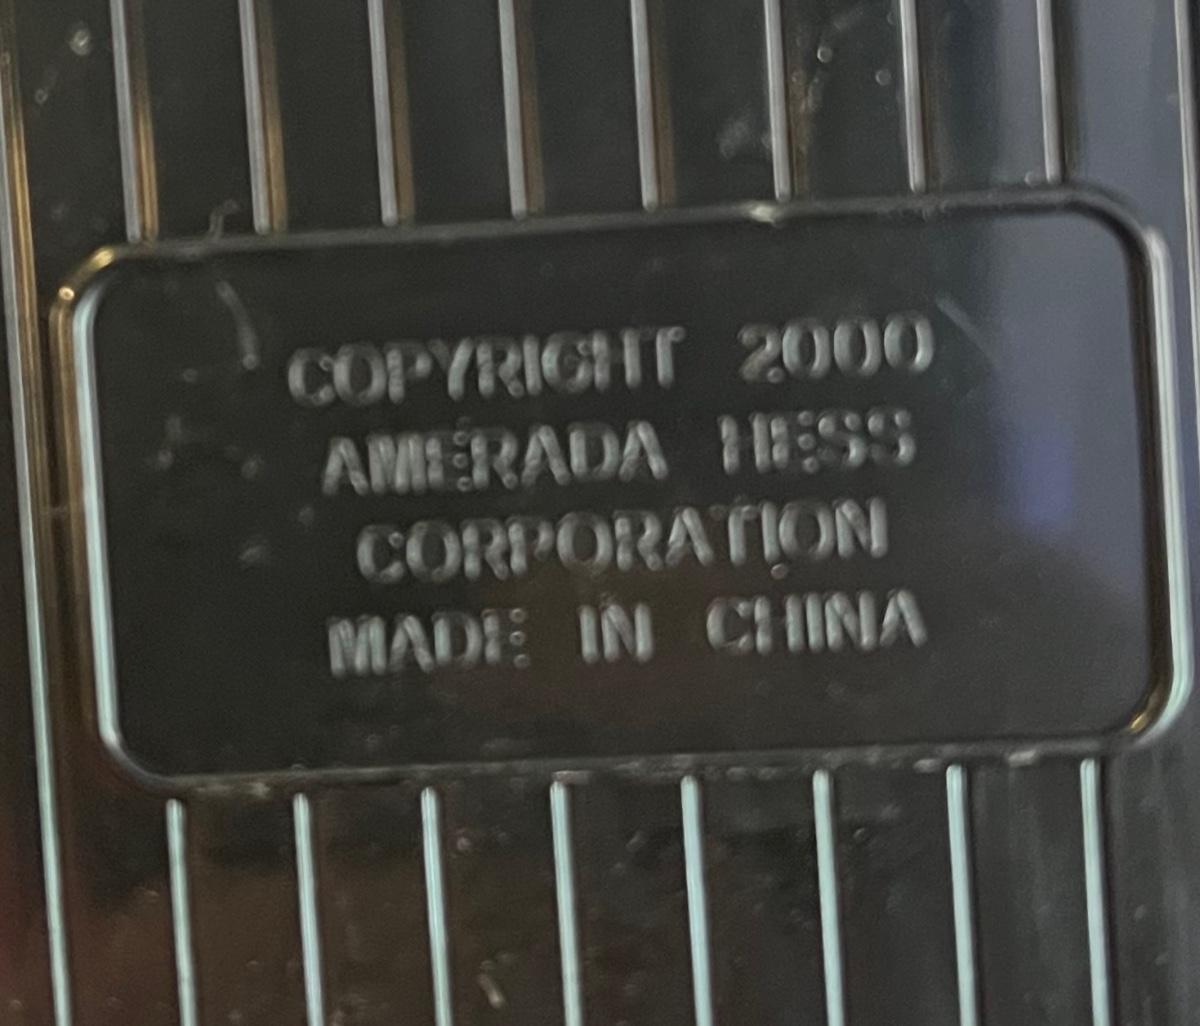 COPYRIGHT 2000
AMERADA HESS
CORPORATION
MADE IN CHINA